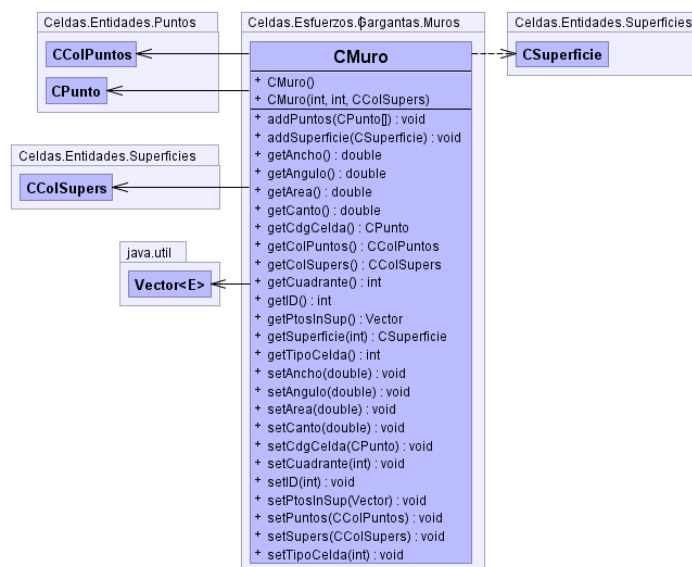 Celdas.Entidades.Puntos
CColPuntos
CPunto
Celdas.Entidades.Superficies
CColSupers
java.util
Vector<E>
Celdas.Esfuerzos.Gargantas.Muros
CMuro
+ CMuro()
+ CMuro(int, int, CColSupers)
+ addPuntos(CPunto[]) : void
+ addSuperficie(CSuperficie) : void
+ getAncho() : double
+ getAngulo() : double
+ getArea() : double
+ getCanto() : double
+ getCdgCelda() : CPunto
+ getColPuntos() : CColPuntos
+ getColSupers() : CColSupers
+ getCuadrante() : int
+ getID() : int
+ getPtosInSup() : Vector
+ getSuperficie(int) : CSuperficie
+ getTipoCelda() : int
+ setAncho(double) : void
+ setAngulo(double) : void
+ setArea(double) : void
+ setCanto(double) : void
+ setCdgCelda(CPunto) : void
+ setCuadrante(int) : void
+ setID(int) : void
+ setPtosInSup(Vector) : void
+ setPuntos(CColPuntos) : void
+ setSupers(CColSupers) : void
+ setTipoCelda(int) : void
Celdas.Entidades.Superficies
CSuperficie